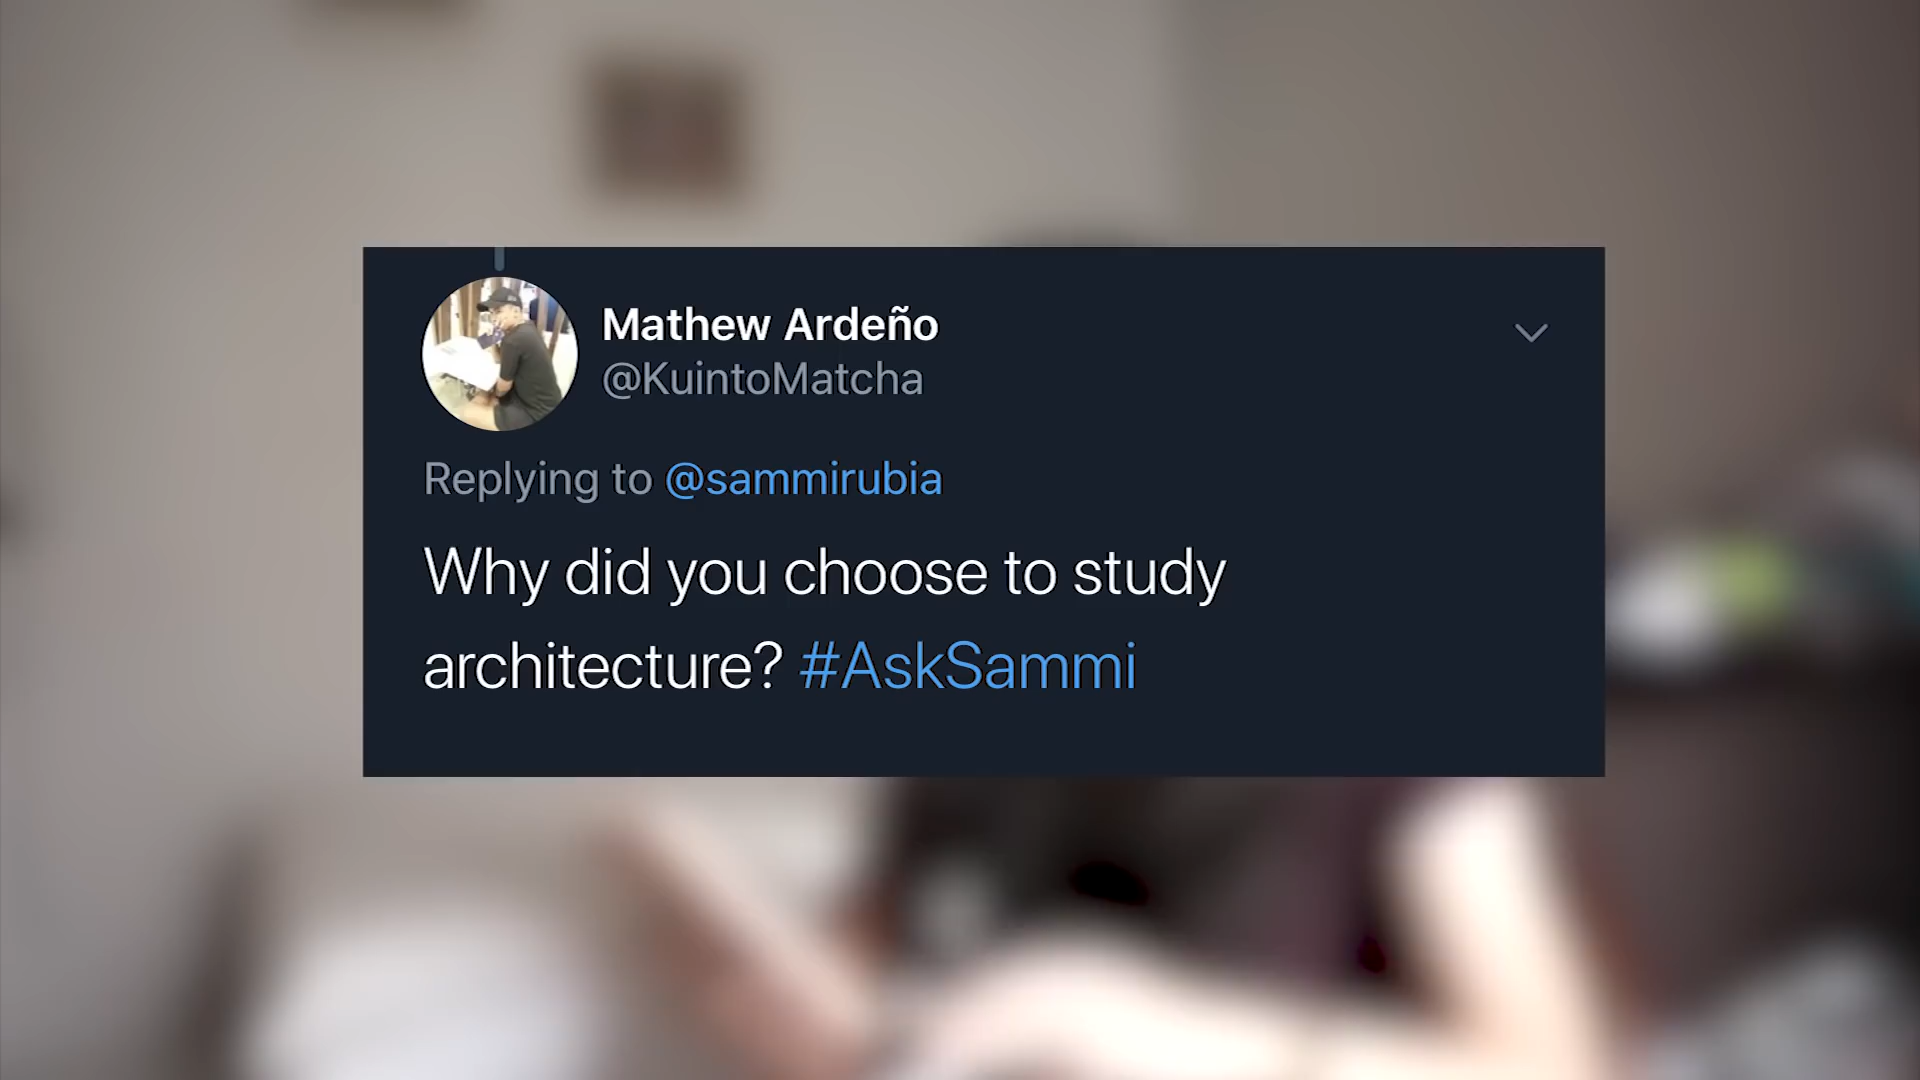 Mathew Ardeño
@KuintoMatcha
Replying to @sammirubia
Why did you choose to study
architecture? #AskSammi